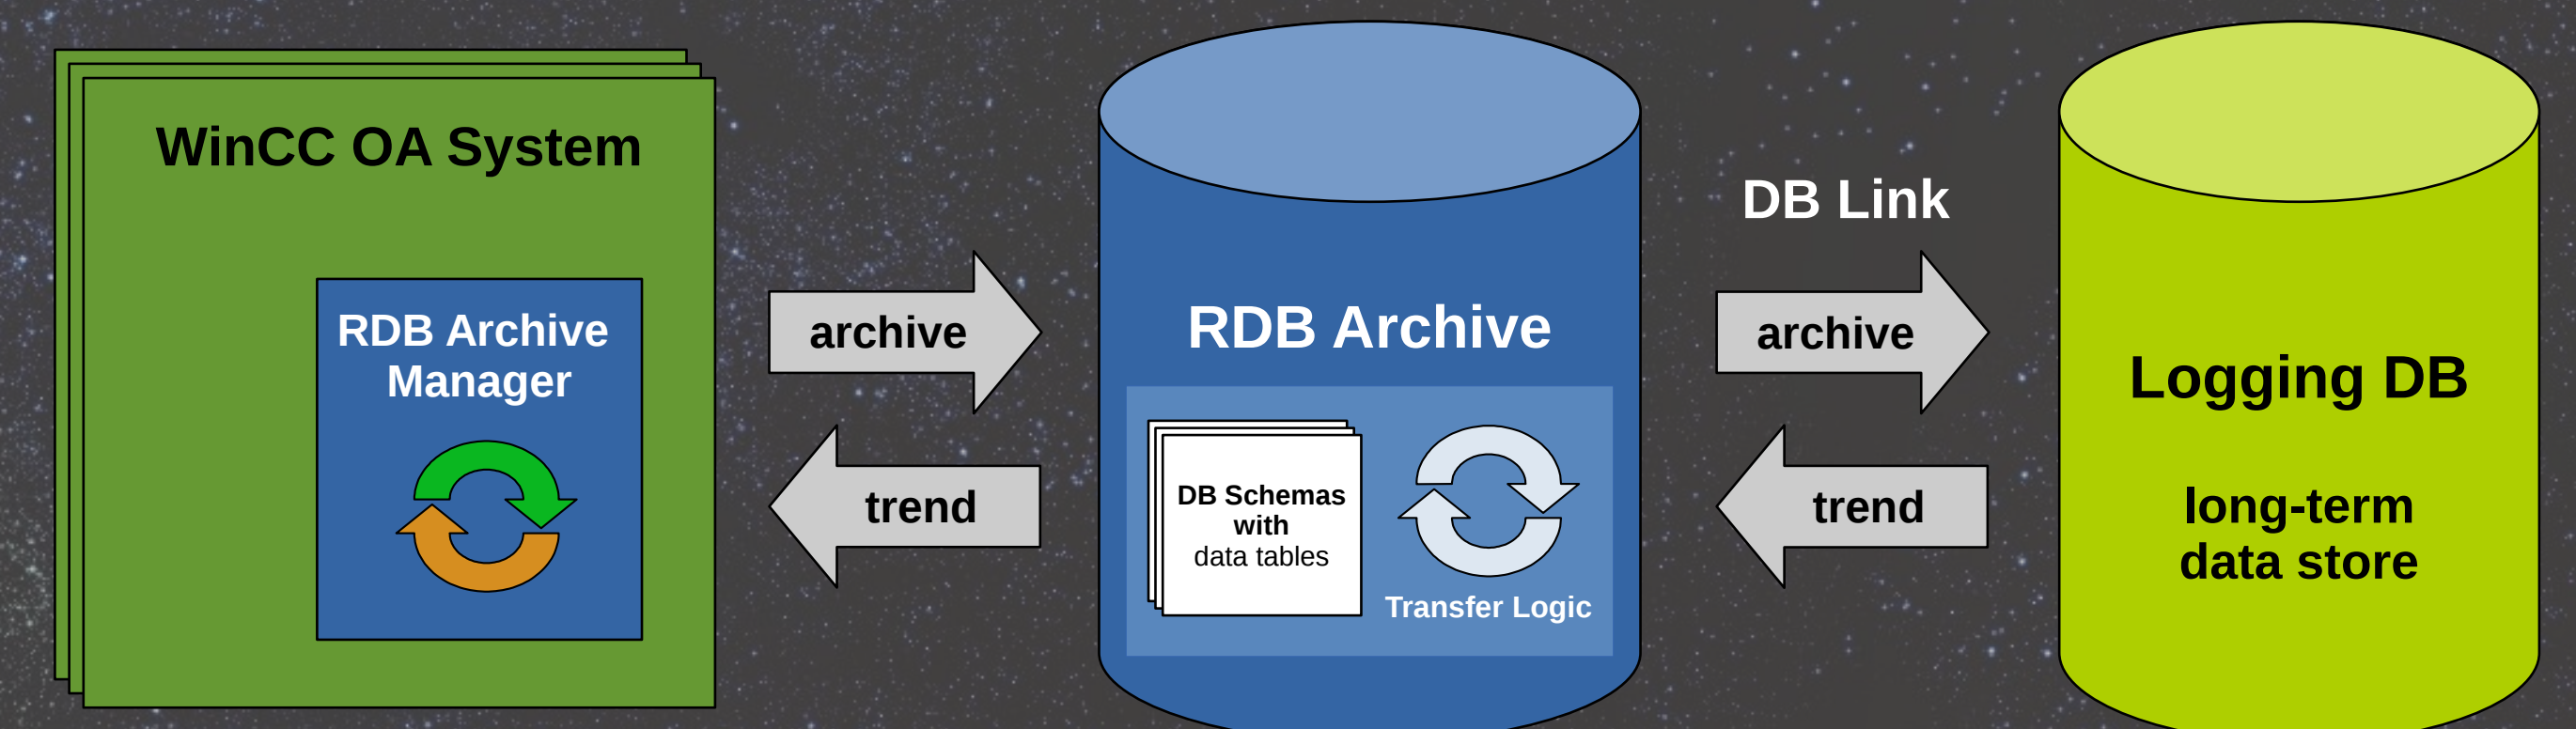 WinCC OA System
RDB Archive
Manager
archive
trend
RDB Archive
DB Schemas
with
data tables
Transfer Logic
DB Link
archive
trend
Logging DB
long-term
data store